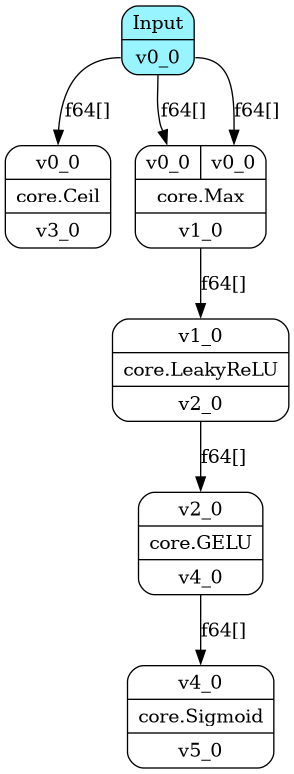 Input
v0_0
f64[] f64[] f64[]
v0_0
core.Ceil
v3_0
v0_0 v0_0
core.Max
v1_0
f64[]
v1_0
core.LeakyReLU
v2_0
f64[]
v2_0
core.GELU
v4_0
f64[]
v4_0
core.Sigmoid
v5_0